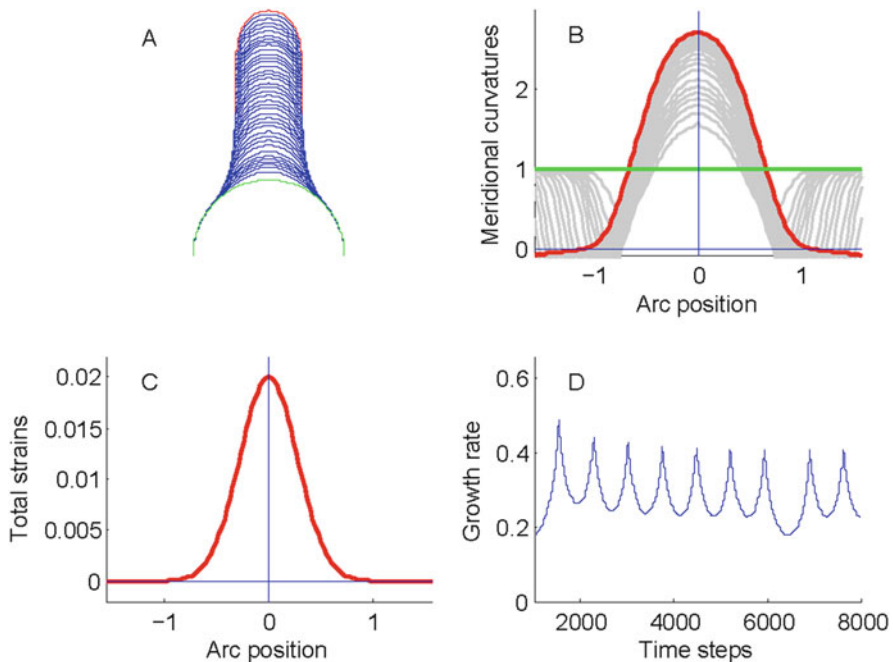 A
B
Meridional curvatures
2
1
0
−1
0
1
Arc position
C
Total strains
0.02
0.015
0.01
0.005
0
−1
0
1
Arc position
D
Growth rate
0.6
0.4
0.2
0
2000
4000
6000
8000
Time steps